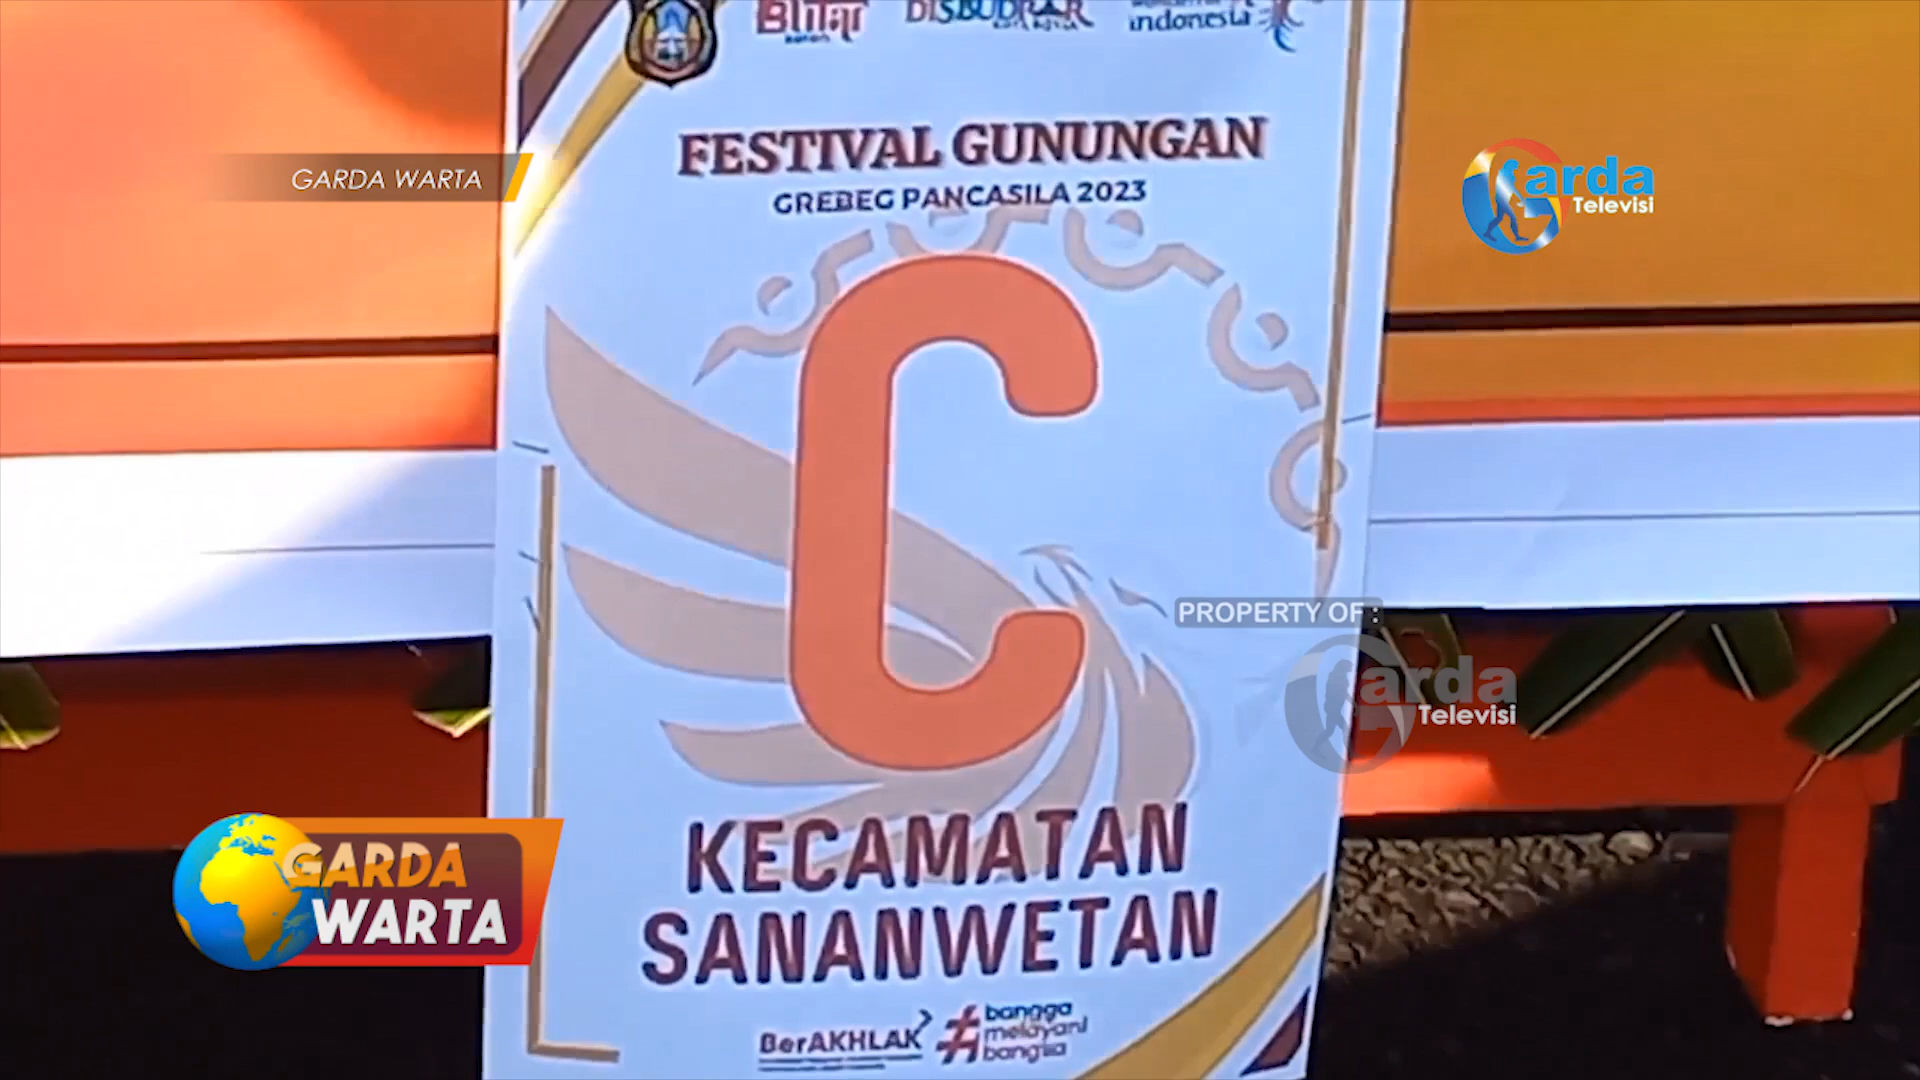 Blitar
DISBUDPAR
indonesia
FESTIVAL GUNUNGAN
GREBEG PANCASILA 2023
GARDA WARTA
Garda
Televisi
C
PROPERTY OF :
Garda
Televisi
KECAMATAN
SANANWETAN
GARDA
WARTA
BerAKHLAK
#bangga
melayani
bangsa